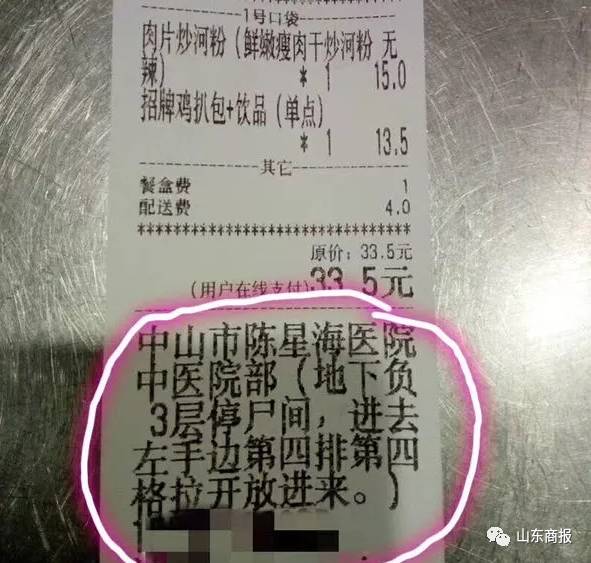 1号口袋
肉片炒河粉（鲜嫩瘦肉干炒河粉 无
辣） * 1 15.0
招牌鸡扒包+饮品（单点）
* 1 13.5
其它
餐盒费 1
配送费 4.0
********************************
原价：33.5元
(用户在线支付)33.5元
中山市陈星海医院
中医院部（地下负
3层停尸间，进去
左手边第四排第四
格拉开放进来。）
山东商报